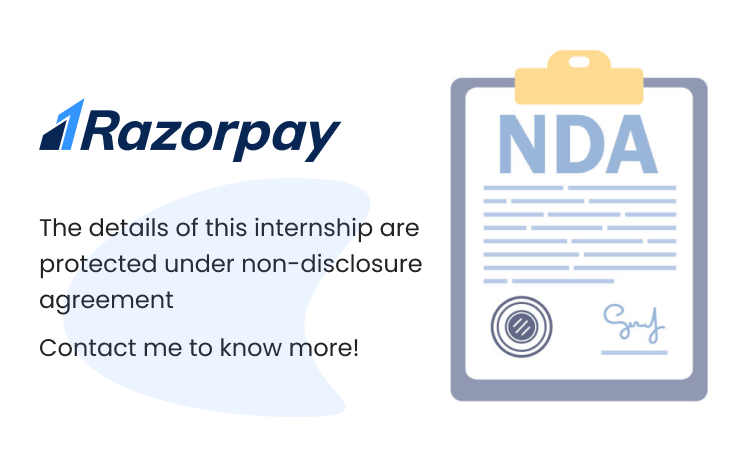 Razorpay
The details of this internship are
protected under non-disclosure
agreement
Contact me to know more!
NDA